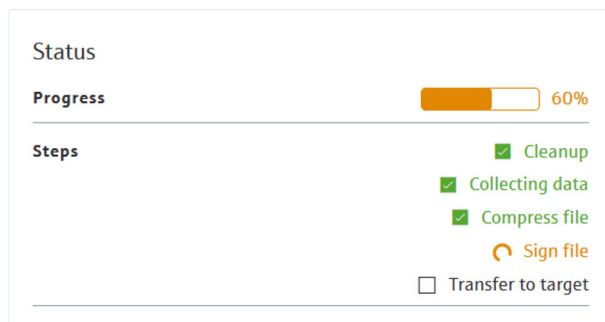 Status
Progress 60%
Steps Cleanup
Collecting data
Compress file
Sign file
Transfer to target